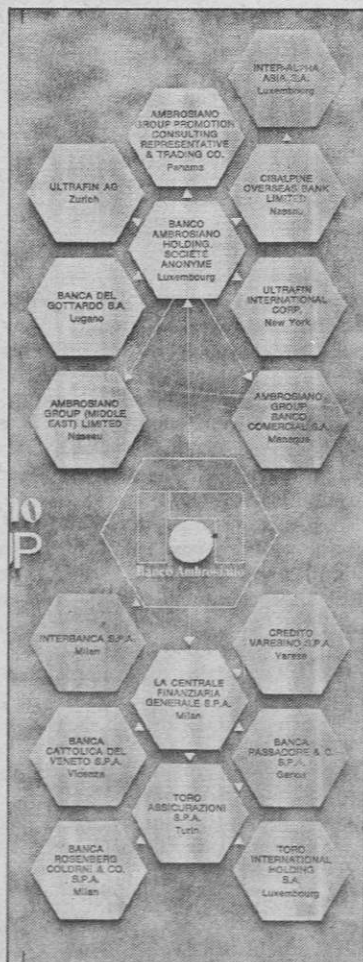 INTER-ALPHA
ASIA, S.A.
Luxembourg
AMBROSIANO
GROUP PROMOTION
CONSULTING
REPRESENTATIVE
& TRADING CO.
Panama
ULTRAFIN AG
Zurich
CISALPINE
OVERSEAS BANK
LIMITED
Nassau
BANCO
AMBROSIANO
HOLDING,
SOCIÉTÉ
ANONYME
Luxembourg
BANCA DEL
GOTTARDO S.A.
Lugano
ULTRAFIN
INTERNATIONAL
CORP.
New York
AMBROSIANO
GROUP (MIDDLE
EAST) LIMITED
Nassau
AMBROSIANO
GROUP
BANCO
COMERCIAL S.A.
Managua
UP
Banco Ambrosiano
INTERBANCA S.P.A.
Milan
CREDITO
VARESINO S.P.A.
Varese
LA CENTRALE
FINANZIARIA
GENERALE S.P.A.
Milan
BANCA
CATTOLICA DEL
VENETO S.P.A.
Vicenza
BANCA
PASSADORE & C.
S.P.A.
Genoa
TORO
ASSICURAZIONI
S.P.A.
Turin
BANCA
ROSENBERG
COLORNI & CO.
S.P.A.
Milan
TORO
INTERNATIONAL
HOLDING
S.A.
Luxembourg